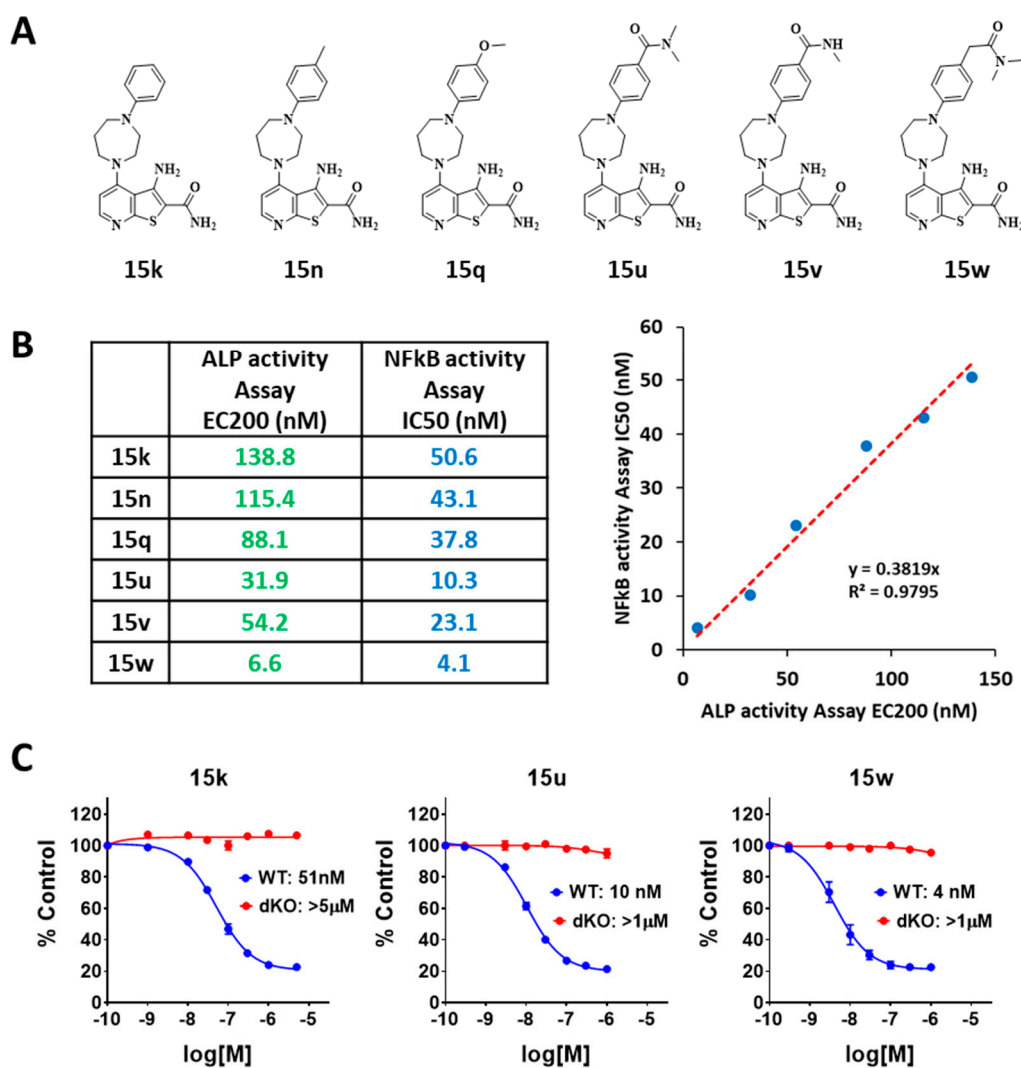 A
O
N
O
O
NH
O
N
N
N
NH2
O
N
S
NH2
N
N
NH2
O
N
S
NH2
N
N
NH2
O
N
S
NH2
N
N
NH2
O
N
S
NH2
N
N
NH2
O
N
S
NH2
N
N
NH2
O
N
S
NH2
15k 15n 15q 15u 15v 15w
B
ALP activity Assay EC200 (nM)
NFkB activity Assay IC50 (nM)
15k 138.8 50.6
15n 115.4 43.1
15q 88.1 37.8
15u 31.9 10.3
15v 54.2 23.1
15w 6.6 4.1
NFkB activity Assay IC50 (nM)
60
50
40
30
20
10
0
y = 0.3819x
R² = 0.9795
0 50 100 150
ALP activity Assay EC200 (nM)
C
15k
% Control
120
100
80
60
40
20
0
WT: 51nM
dKO: >5μM
-10 -9 -8 -7 -6 -5
log[M]
15u
% Control
120
100
80
60
40
20
0
WT: 10 nM
dKO: >1μM
-10 -9 -8 -7 -6 -5
log[M]
15w
% Control
120
100
80
60
40
20
0
WT: 4 nM
dKO: >1μM
-10 -9 -8 -7 -6 -5
log[M]